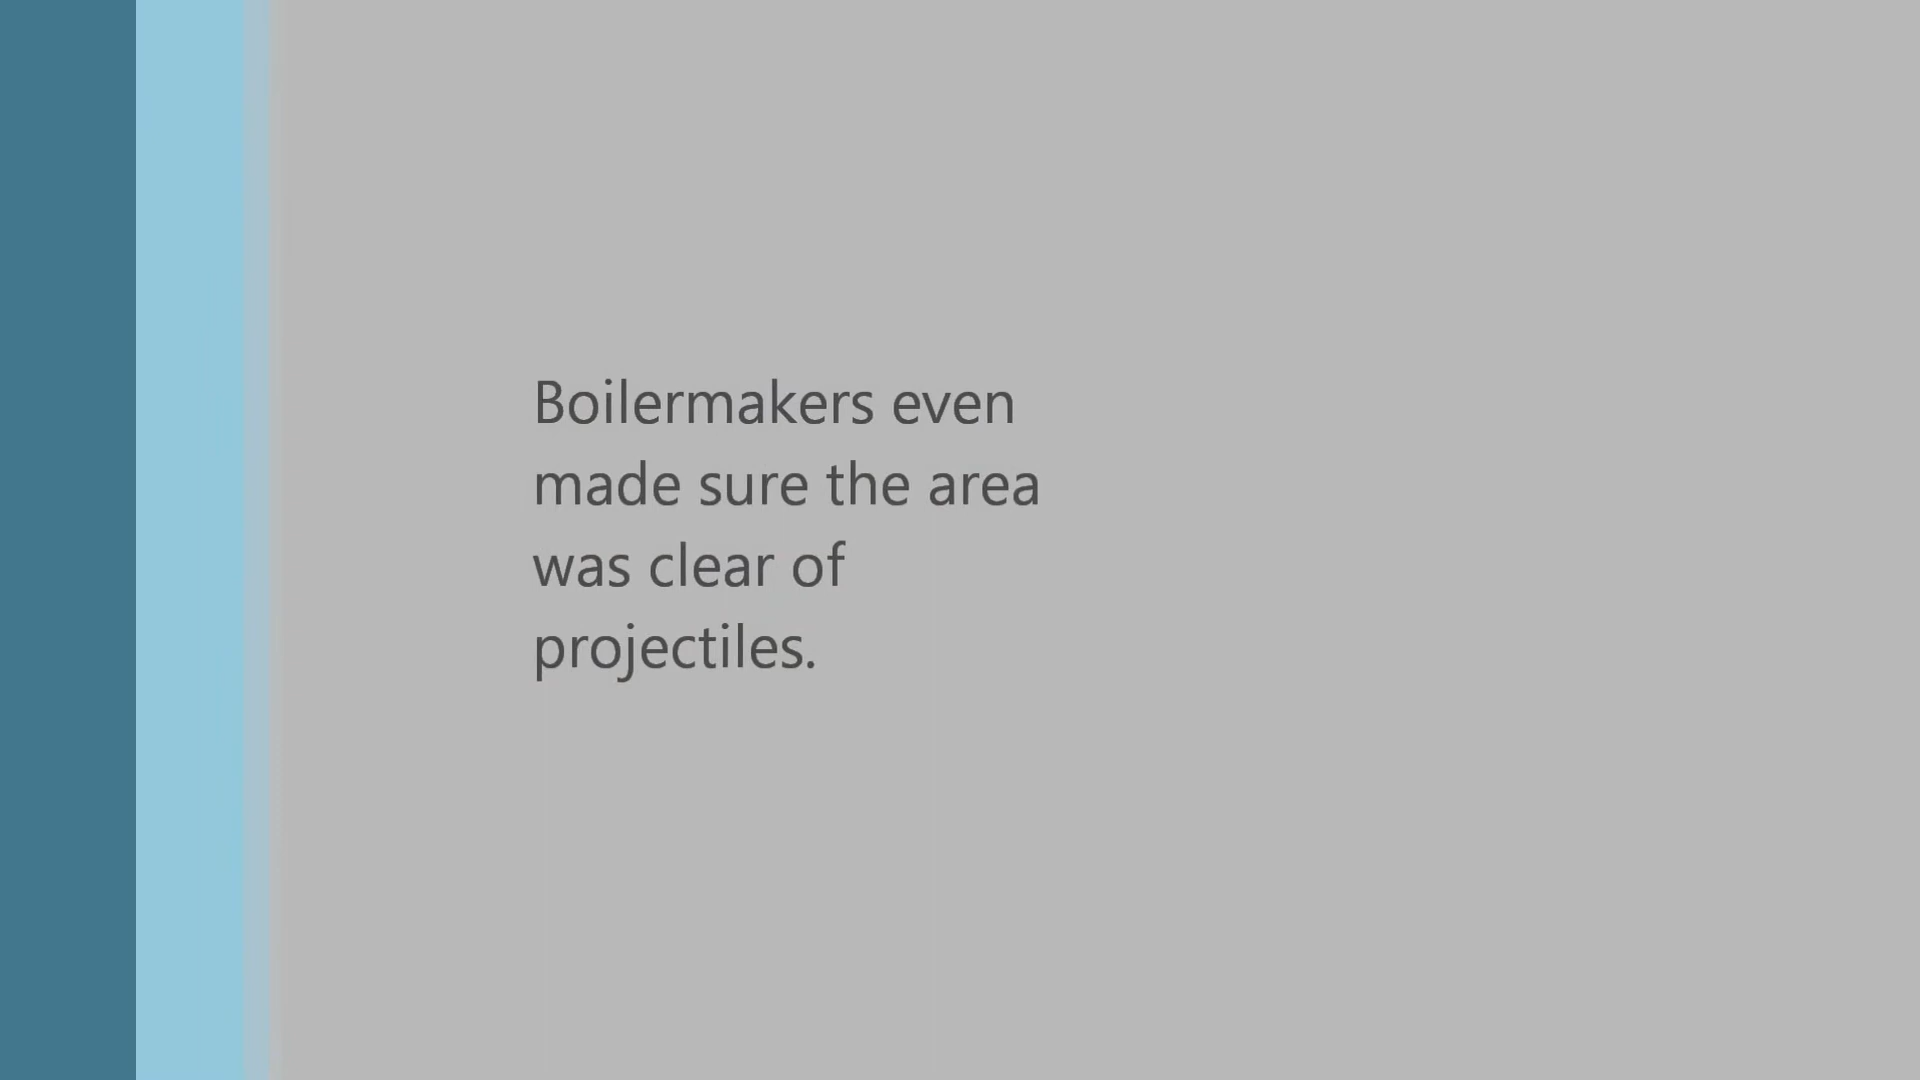 Boilermakers even
made sure the area
was clear of
projectiles.